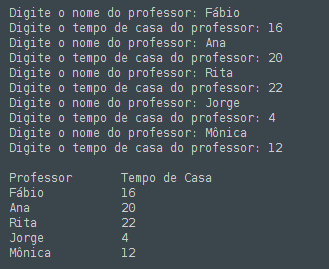 Digite o nome do professor: Fábio
Digite o tempo de casa do professor: 16
Digite o nome do professor: Ana
Digite o tempo de casa do professor: 20
Digite o nome do professor: Rita
Digite o tempo de casa do professor: 22
Digite o nome do professor: Jorge
Digite o tempo de casa do professor: 4
Digite o nome do professor: Mônica
Digite o tempo de casa do professor: 12
Professor Tempo de Casa
Fábio 16
Ana 20
Rita 22
Jorge 4
Mônica 12